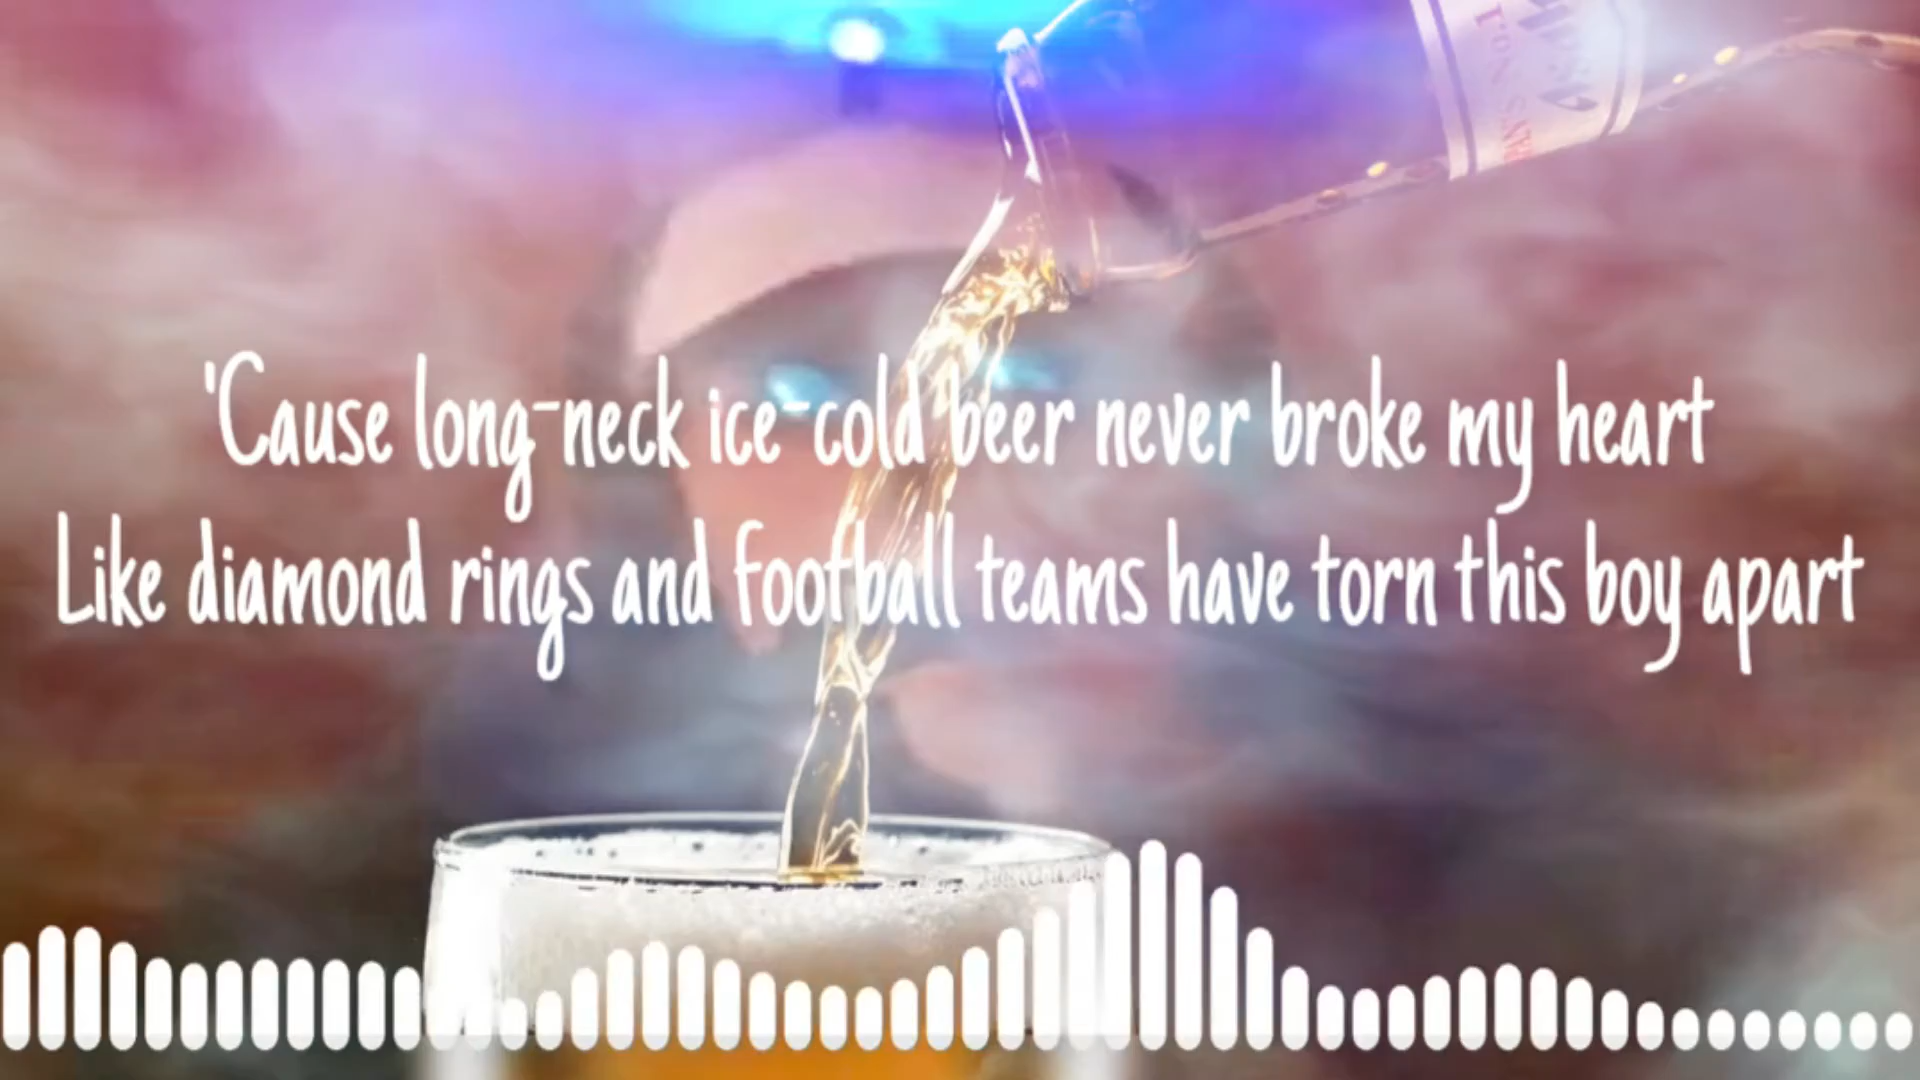 'Cause long-neck ice-cold beer never broke my heart
Like diamond rings and football teams have torn this boy apart